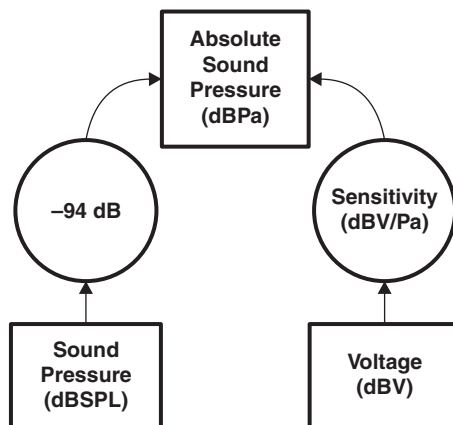 Absolute
Sound
Pressure
(dBPa)
–94 dB
Sensitivity
(dBV/Pa)
Sound
Pressure
(dBSPL)
Voltage
(dBV)